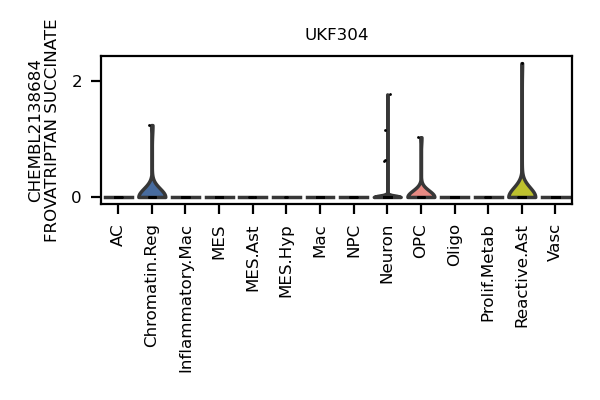 UKF304
CHEMBL2138684
FROVATRIPTAN SUCCINATE
2
0
AC
Chromatin.Reg
Inflammatory.Mac
MES
MES.Ast
MES.Hyp
Mac
NPC
Neuron
OPC
Oligo
Prolif.Metab
Reactive.Ast
Vasc